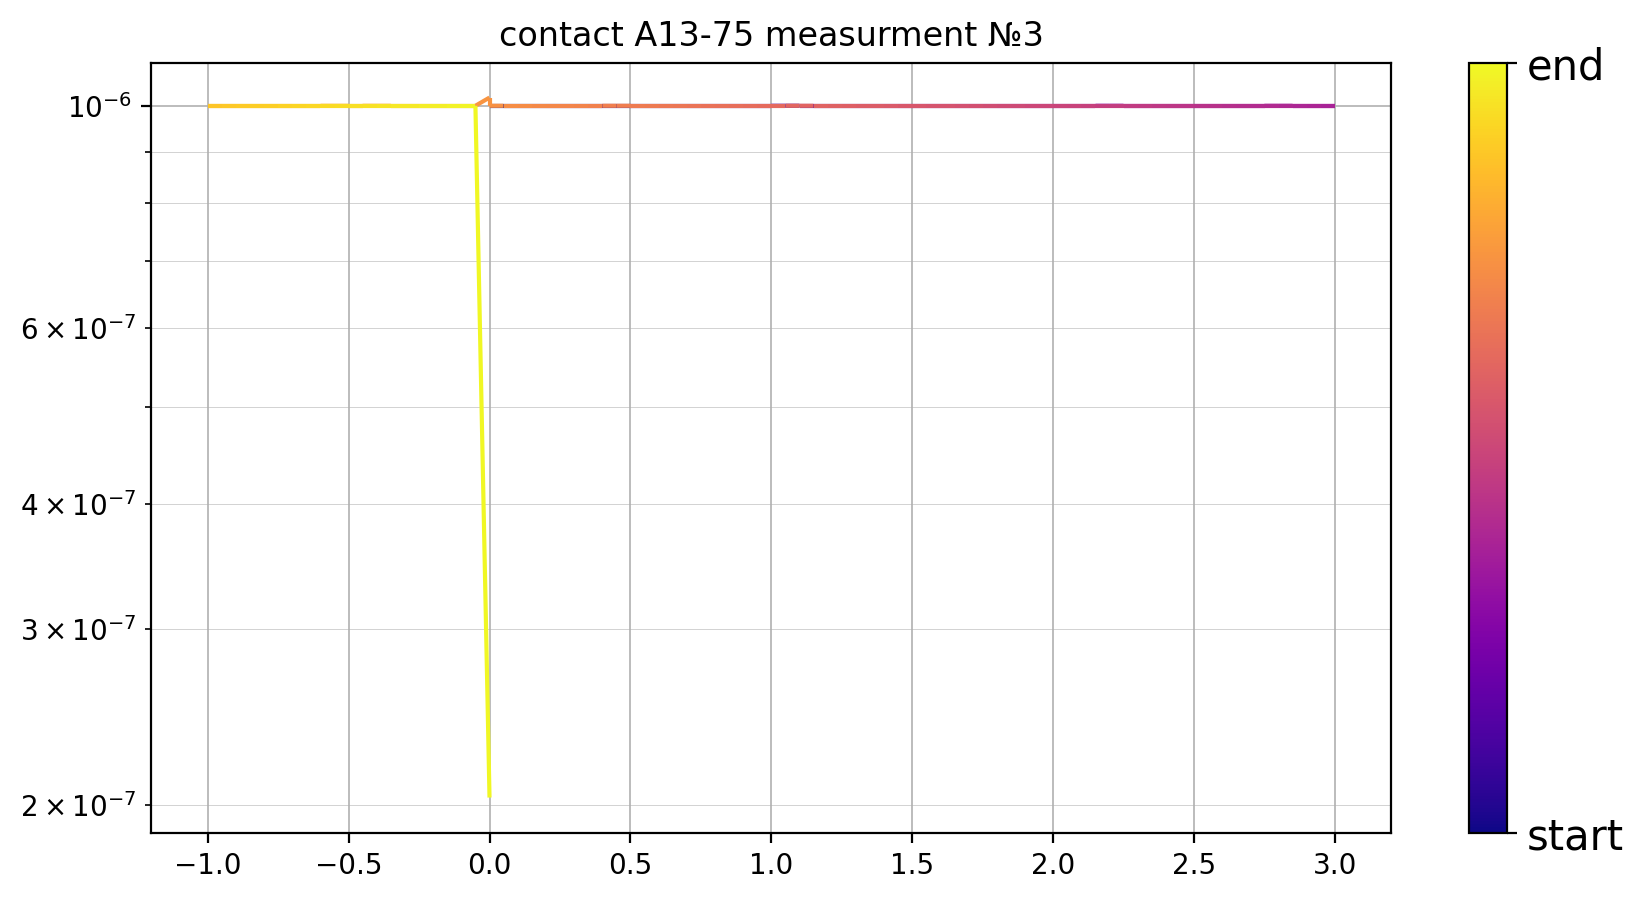 contact A13-75 measurment №3
end
10⁻⁶
6 × 10⁻⁷
4 × 10⁻⁷
3 × 10⁻⁷
2 × 10⁻⁷
start
−1.0 −0.5 0.0 0.5 1.0 1.5 2.0 2.5 3.0